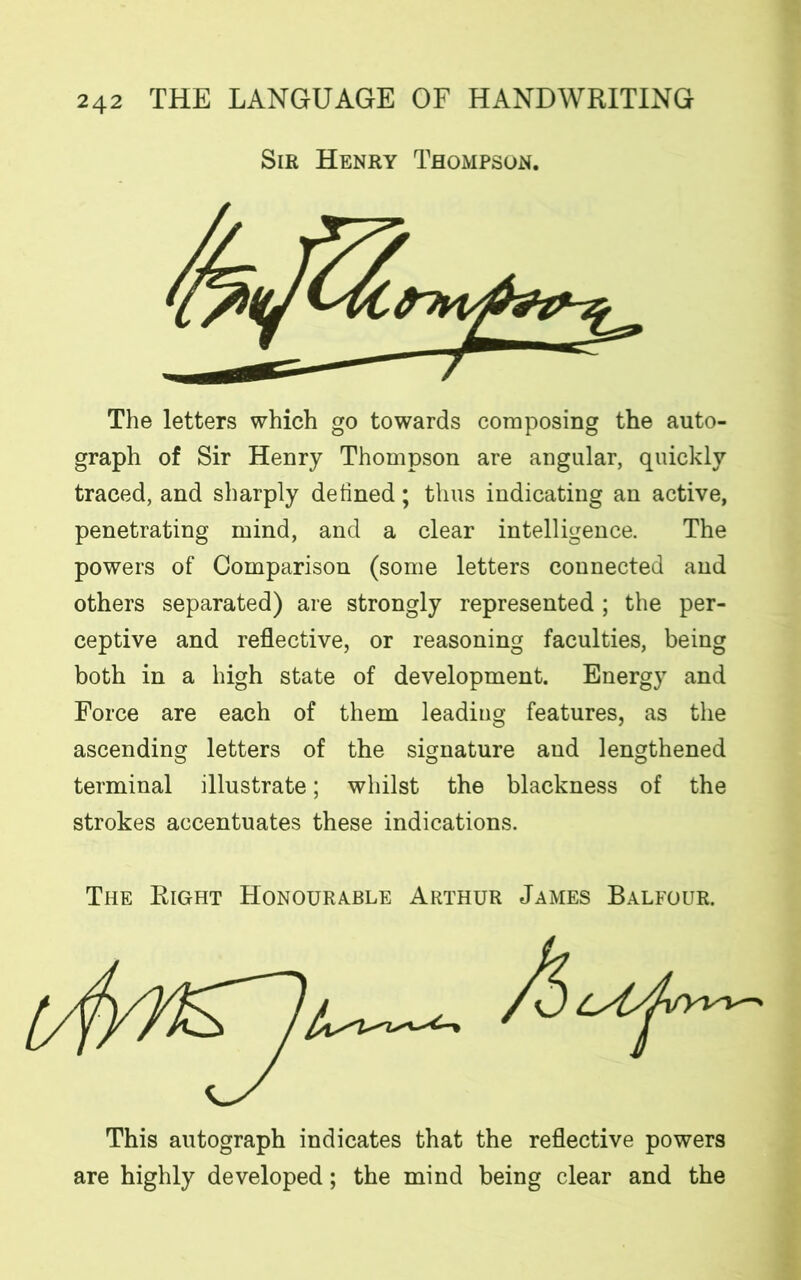 242 THE LANGUAGE OF HANDWRITING
SIR HENRY THOMPSON.
Hy Thompson
The letters which go towards composing the auto-
graph of Sir Henry Thompson are angular, quickly
traced, and sharply defined; thus indicating an active,
penetrating mind, and a clear intelligence. The
powers of Comparison (some letters connected and
others separated) are strongly represented; the per-
ceptive and reflective, or reasoning faculties, being
both in a high state of development. Energy and
Force are each of them leading features, as the
ascending letters of the signature and lengthened
terminal illustrate; whilst the blackness of the
strokes accentuates these indications.
THE RIGHT HONOURABLE ARTHUR JAMES BALFOUR.
Arthur James Balfour
This autograph indicates that the reflective powers
are highly developed; the mind being clear and the